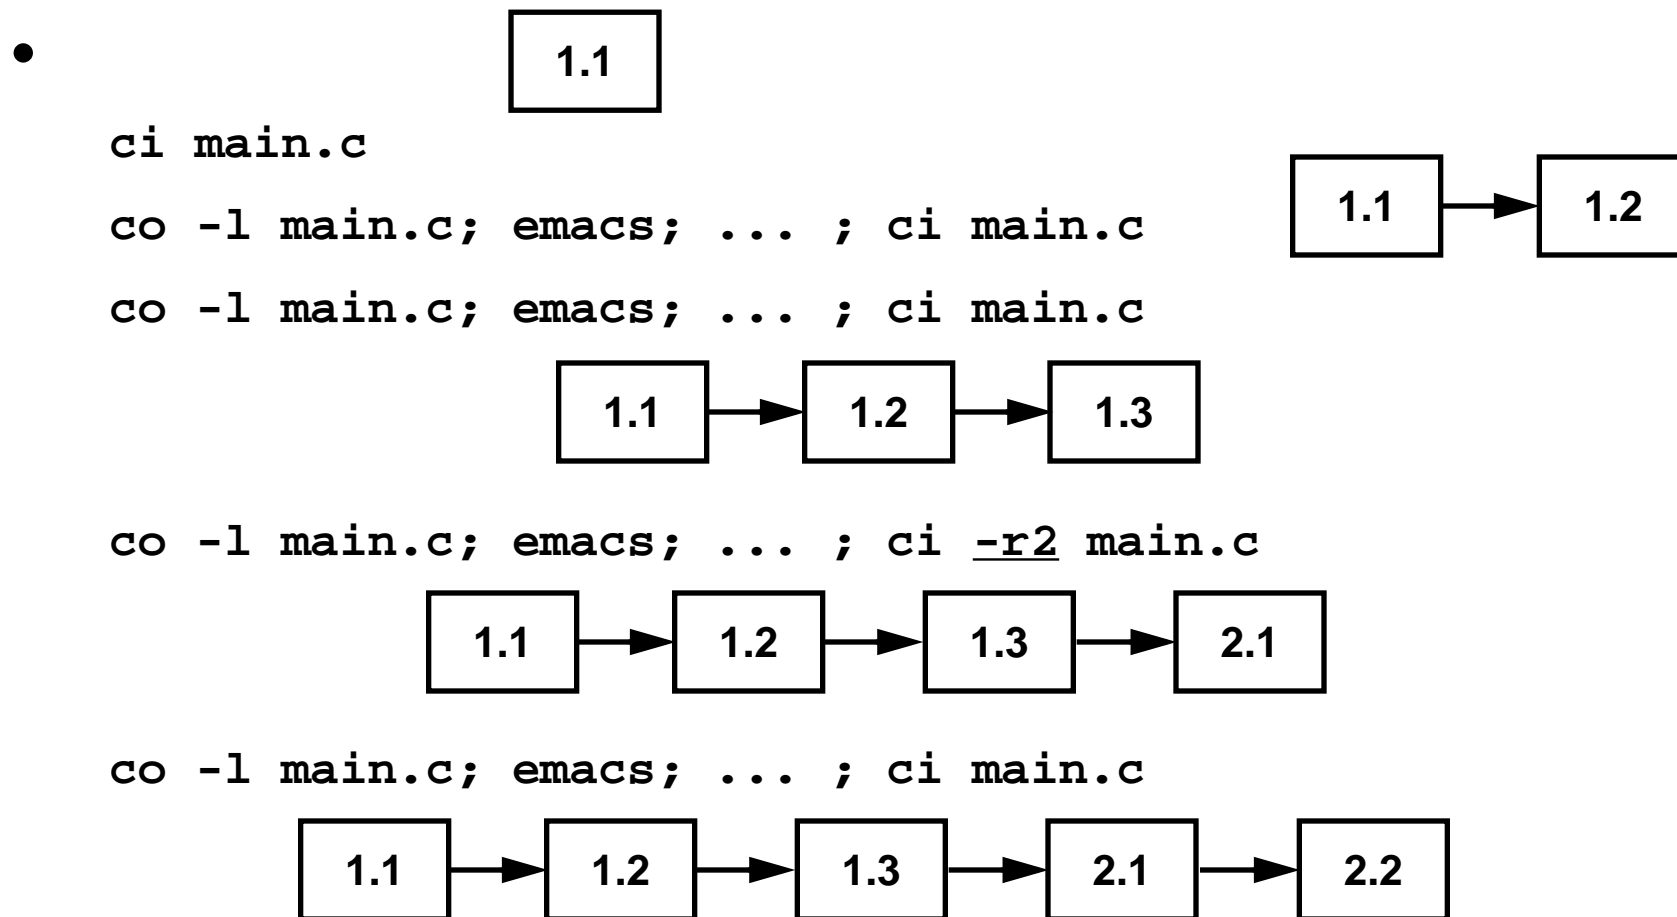 • 1.1
ci main.c
co -l main.c; emacs; ... ; ci main.c
1.1 1.2
co -l main.c; emacs; ... ; ci main.c
1.1 1.2 1.3
co -l main.c; emacs; ... ; ci -r2 main.c
1.1 1.2 1.3 2.1
co -l main.c; emacs; ... ; ci main.c
1.1 1.2 1.3 2.1 2.2